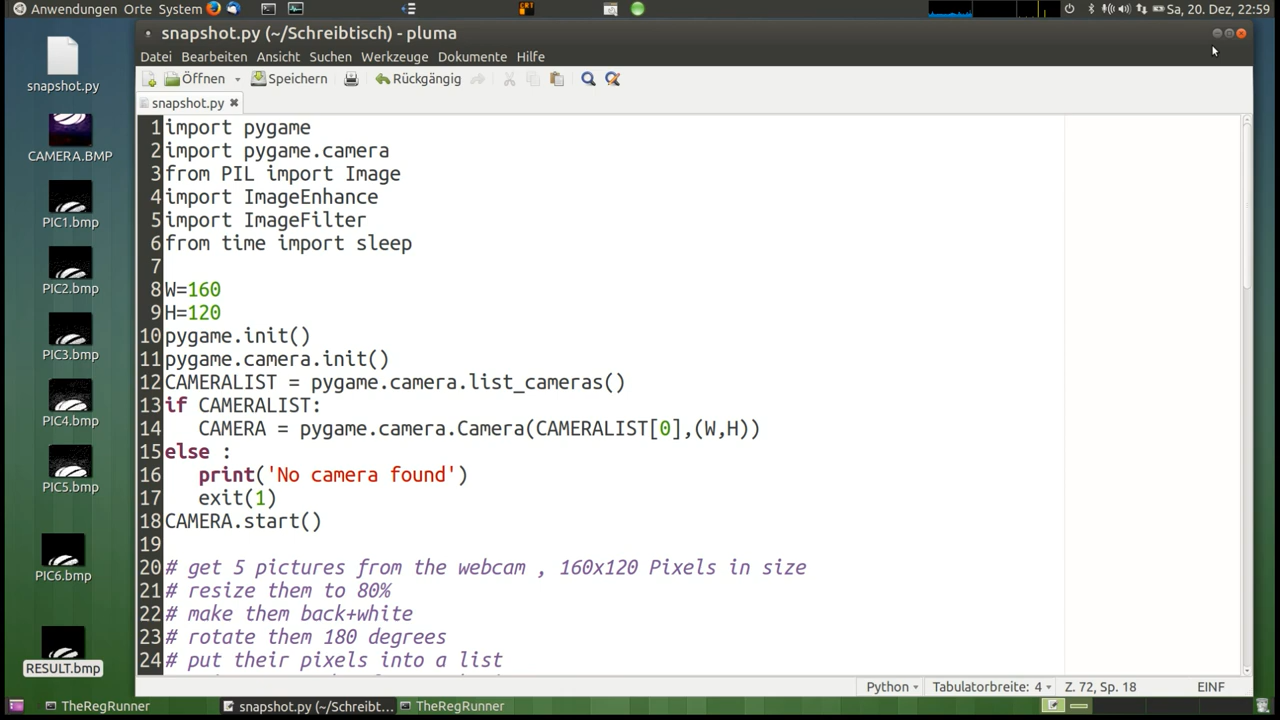 Anwendungen Orte System
CRT
Sa, 20. Dez, 22:59
snapshot.py (~/Schreibtisch) - pluma
Datei Bearbeiten Ansicht Suchen Werkzeuge Dokumente Hilfe
Öffnen Speichern Rückgängig
snapshot.py
1 import pygame
2 import pygame.camera
3 from PIL import Image
4 import ImageEnhance
5 import ImageFilter
6 from time import sleep
7
8 W=160
9 H=120
10 pygame.init()
11 pygame.camera.init()
12 CAMERALIST = pygame.camera.list_cameras()
13 if CAMERALIST:
14 CAMERA = pygame.camera.Camera(CAMERALIST[0],(W,H))
15 else :
16 print('No camera found')
17 exit(1)
18 CAMERA.start()
19
20 # get 5 pictures from the webcam , 160x120 Pixels in size
21 # resize them to 80%
22 # make them back+white
23 # rotate them 180 degrees
24 # put their pixels into a list
snapshot.py
CAMERA.BMP
PIC1.bmp
PIC2.bmp
PIC3.bmp
PIC4.bmp
PIC5.bmp
PIC6.bmp
RESULT.bmp
Python Tabulatorbreite: 4 Z. 72, Sp. 18 EINF
TheRegRunner snapshot.py (~/Schreibt... TheRegRunner